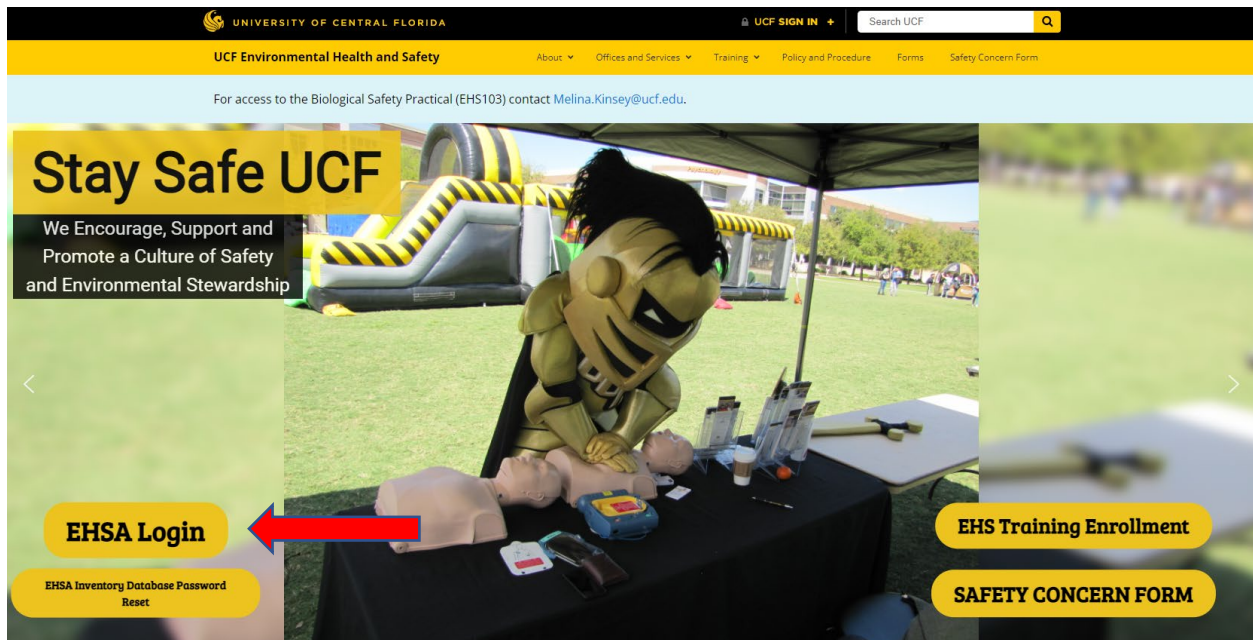 UNIVERSITY OF CENTRAL FLORIDA
UCF SIGN IN +
Search UCF
UCF Environmental Health and Safety
About
Offices and Services
Training
Policy and Procedure
Forms
Safety Concern Form
For access to the Biological Safety Practical (EHS103) contact Melina.Kinsey@ucf.edu.
Stay Safe UCF
We Encourage, Support and
Promote a Culture of Safety
and Environmental Stewardship
EHSA Login
EHSA Inventory Database Password
Reset
EHS Training Enrollment
SAFETY CONCERN FORM